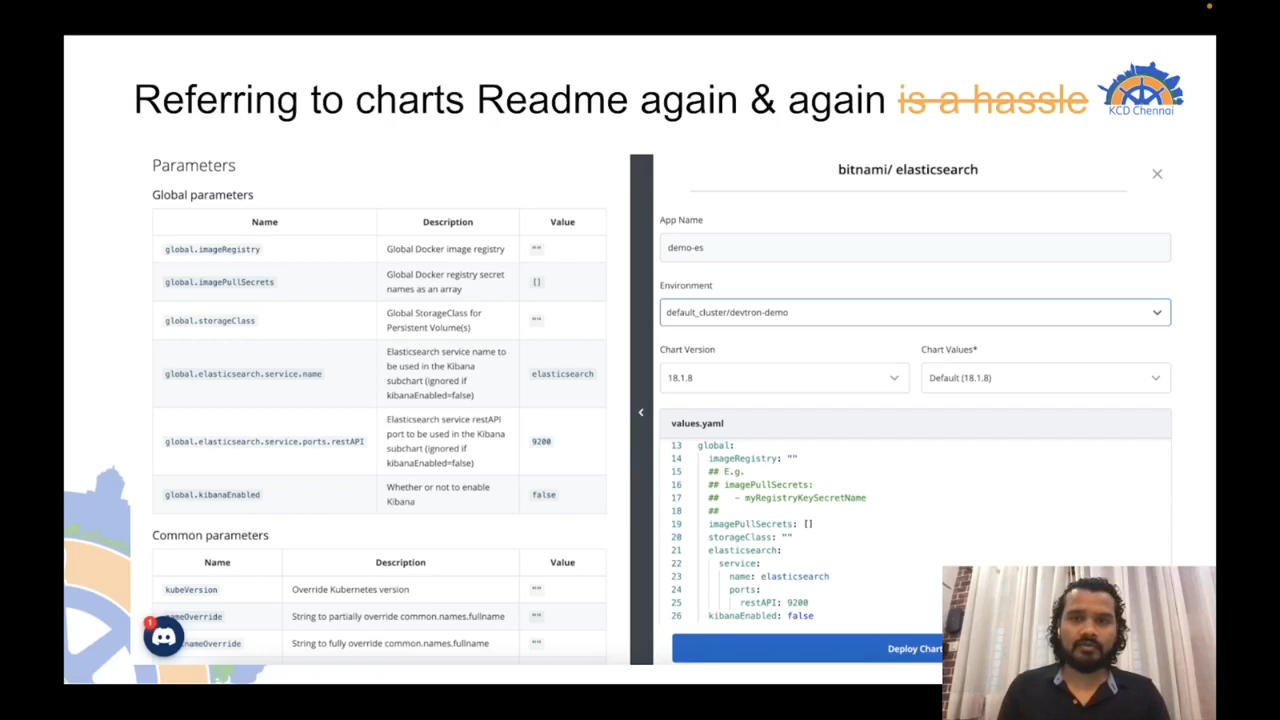 Referring to charts Readme again & again is a hassle
KCD Chennai
Parameters
Global parameters
Name Description Value
global.imageRegistry Global Docker image registry ""
global.imagePullSecrets Global Docker registry secret names as an array []
global.storageClass Global StorageClass for Persistent Volume(s) ""
global.elasticsearch.service.name Elasticsearch service name to be used in the Kibana subchart (ignored if kibanaEnabled=false) elasticsearch
global.elasticsearch.service.ports.restAPI Elasticsearch service restAPI port to be used in the Kibana subchart (ignored if kibanaEnabled=false) 9200
global.kibanaEnabled Whether or not to enable Kibana false
Common parameters
Name Description Value
kubeVersion Override Kubernetes version ""
nameOverride String to partially override common.names.fullname ""
nameOverride String to fully override common.names.fullname ""
1
bitnami/ elasticsearch
App Name
demo-es
Environment
default_cluster/devtron-demo
Chart Version Chart Values*
18.1.8 Default (18.1.8)
values.yaml
13 global:
14 imageRegistry: ""
15 ## E.g.
16 ## imagePullSecrets:
17 ## - myRegistryKeySecretName
18 ##
19 imagePullSecrets: []
20 storageClass: ""
21 elasticsearch:
22 service:
23 name: elasticsearch
24 ports:
25 restAPI: 9200
26 kibanaEnabled: false
Deploy Chart